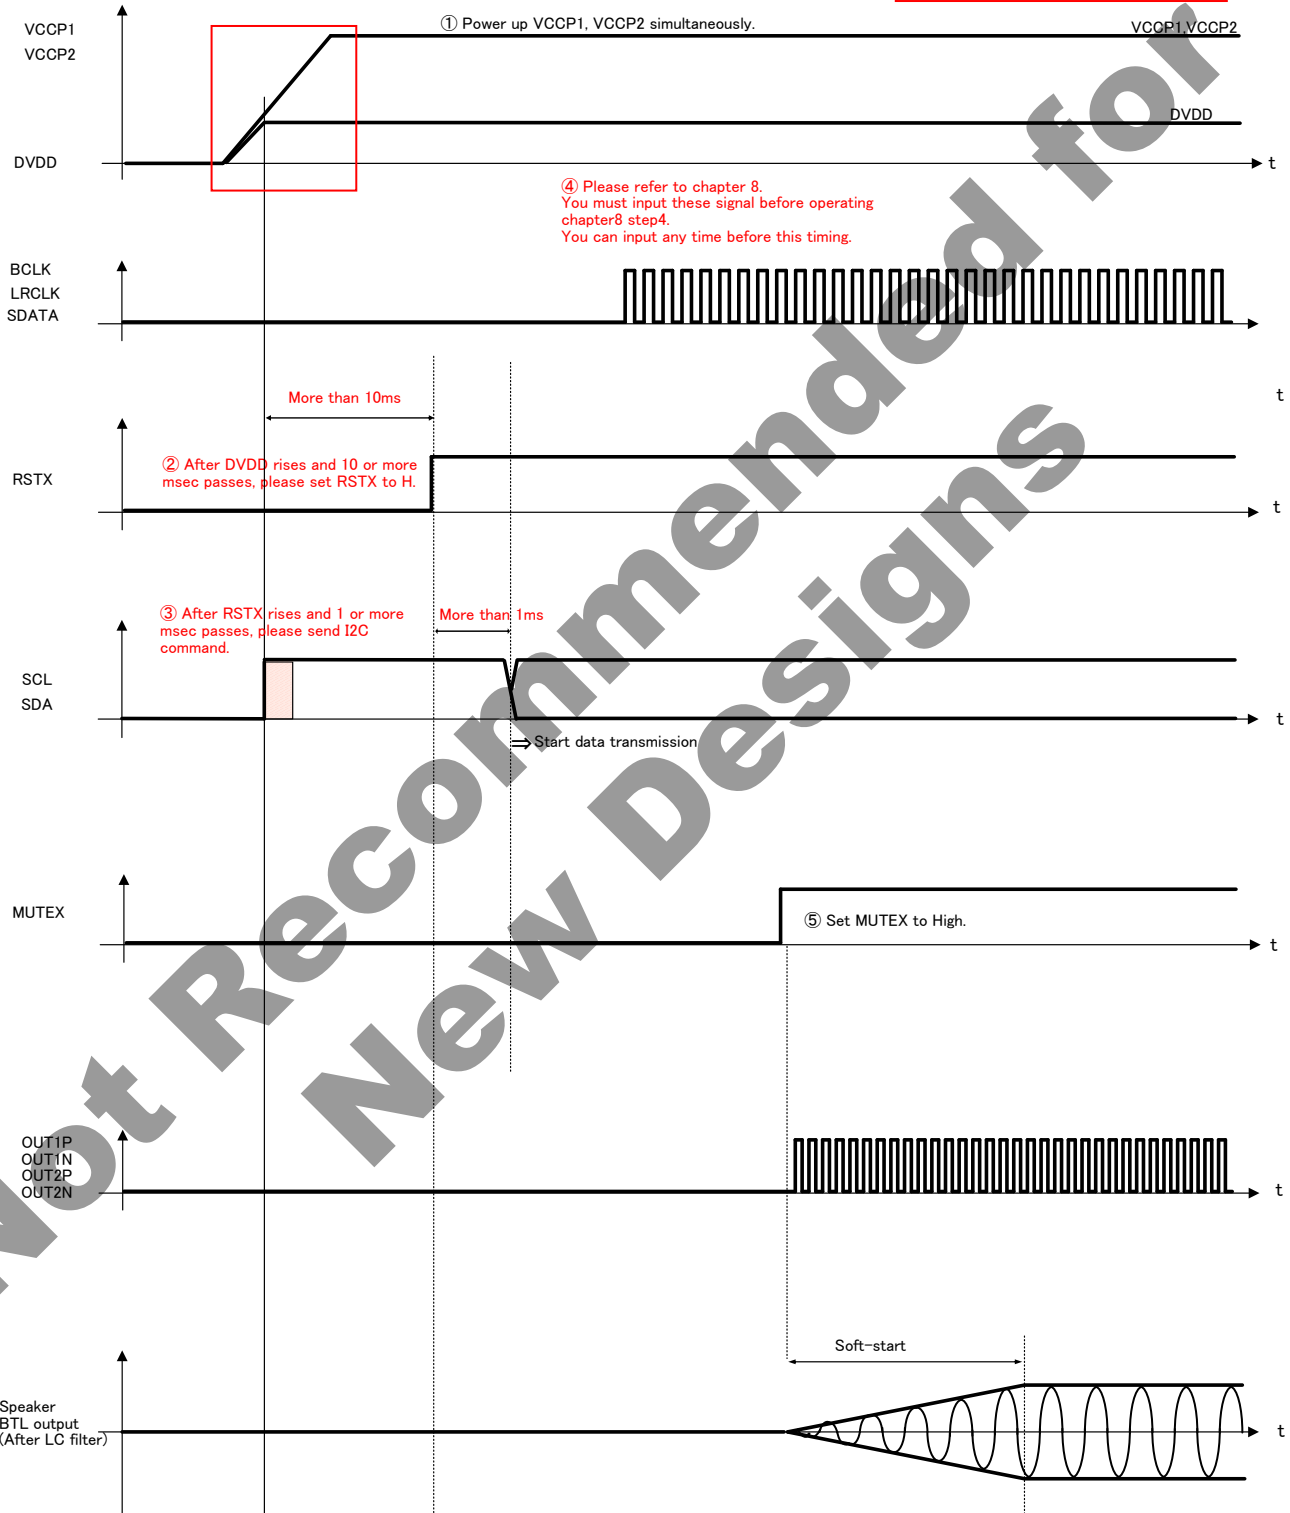 VCCP1
VCCP2
① Power up VCCP1, VCCP2 simultaneously.
VCCP1,VCCP2
DVDD
DVDD
t
④ Please refer to chapter 8.
You must input these signal before operating
chapter8 step4.
You can input any time before this timing.
BCLK
LRCLK
SDATA
t
More than 10ms
RSTX
② After DVDD rises and 10 or more
msec passes, please set RSTX to H.
t
③ After RSTX rises and 1 or more
msec passes, please send I2C
command.
More than 1ms
SCL
SDA
t
⇒ Start data transmission
MUTEX
⑤ Set MUTEX to High.
t
OUT1P
OUT1N
OUT2P
OUT2N
t
Soft-start
Speaker
BTL output
(After LC filter)
t
Not Recommended for
New Designs